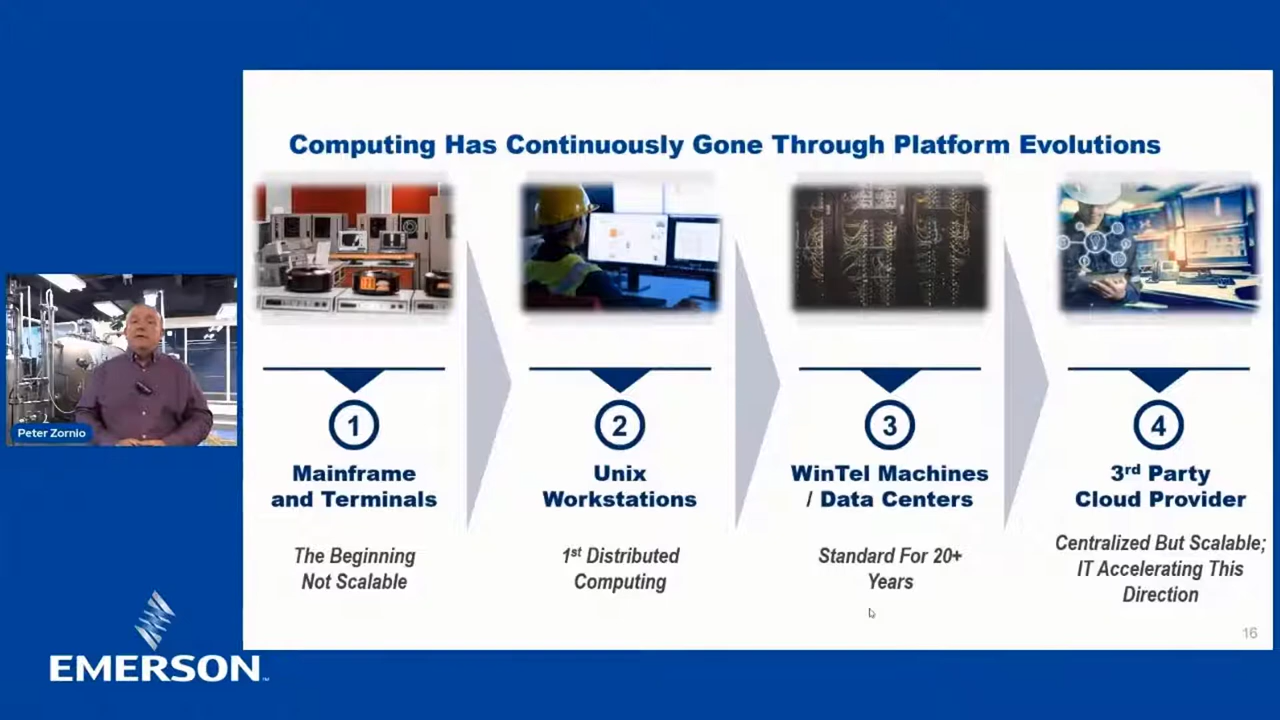 Computing Has Continuously Gone Through Platform Evolutions
1
Mainframe
and Terminals
The Beginning
Not Scalable
2
Unix
Workstations
1st Distributed
Computing
3
WinTel Machines
/ Data Centers
Standard For 20+
Years
4
3rd Party
Cloud Provider
Centralized But Scalable;
IT Accelerating This
Direction
16
Peter Zornio
EMERSON™